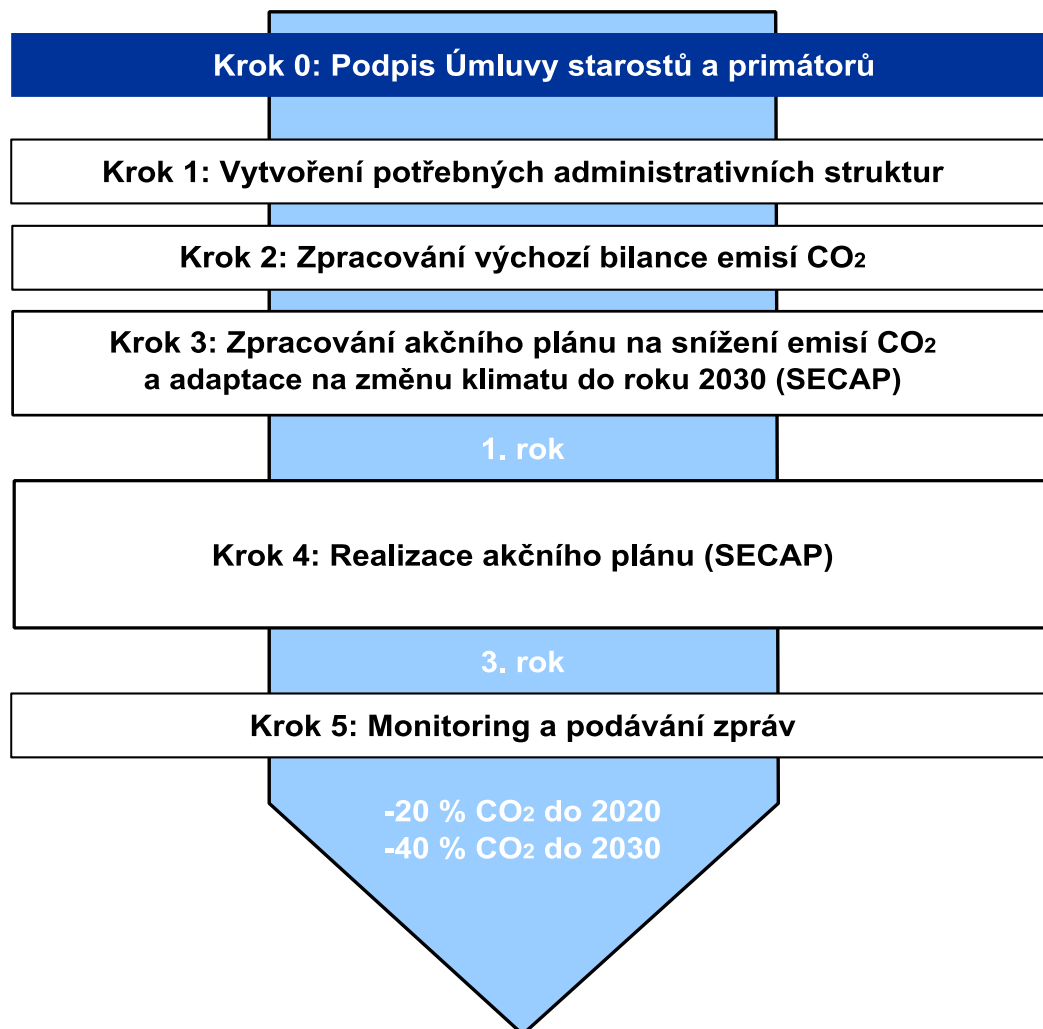 Krok 0: Podpis Úmluvy starostů a primátorů
Krok 1: Vytvoření potřebných administrativních struktur
Krok 2: Zpracování výchozí bilance emisí CO2
Krok 3: Zpracování akčního plánu na snížení emisí CO2
a adaptace na změnu klimatu do roku 2030 (SECAP)
1. rok
Krok 4: Realizace akčního plánu (SECAP)
3. rok
Krok 5: Monitoring a podávání zpráv
-20 % CO2 do 2020
-40 % CO2 do 2030